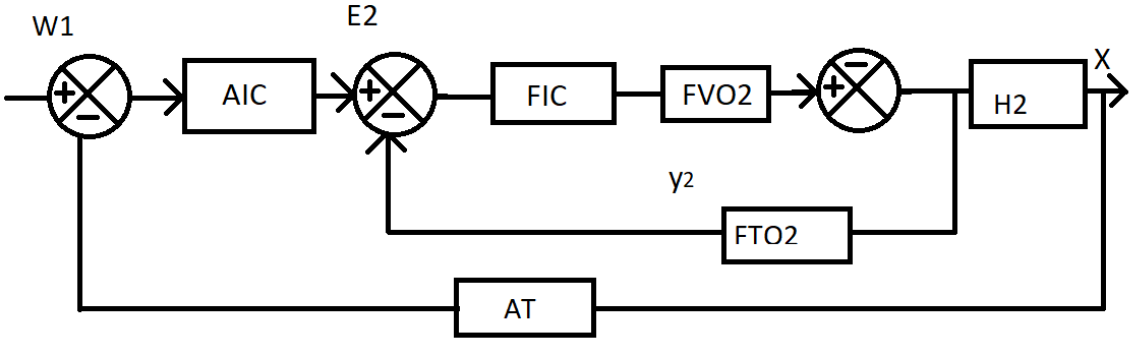 W1
E2
X
AIC
FIC
FVO2
H2
y2
FTO2
AT
+
−
+
−
+
−